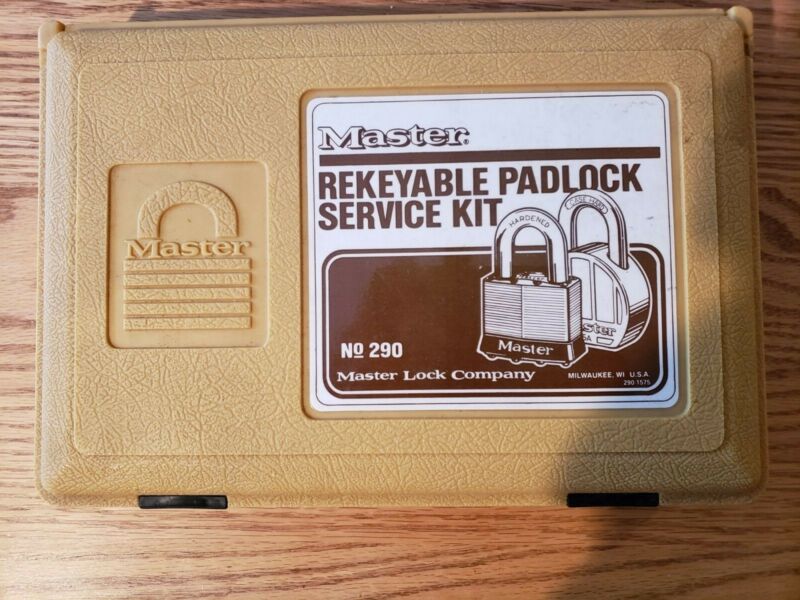 Master
Master
REKEYABLE PADLOCK
SERVICE KIT
HARDENED
CASE HARD
Master
ster
SA
No 290
Master Lock Company
MILWAUKEE, WI U.S.A.
290-1575